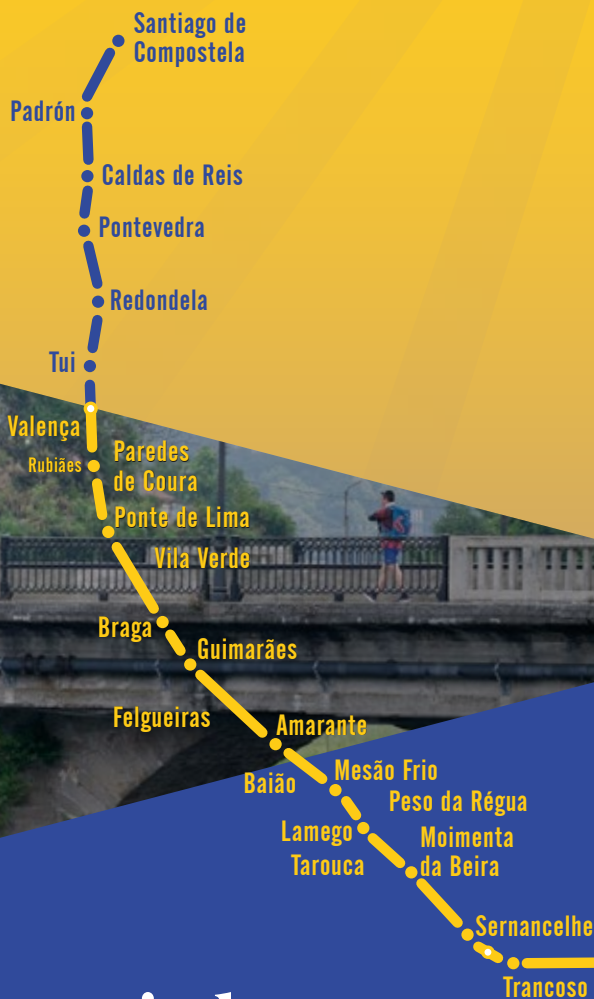 Santiago de
Compostela
Padrón
Caldas de Reis
Pontevedra
Redondela
Tui
Valença
Paredes
de Coura
Rubiães
Ponte de Lima
Vila Verde
Braga
Guimarães
Felgueiras
Amarante
Baião
Mesão Frio
Peso da Régua
Lamego
Moimenta
da Beira
Tarouca
Sernancelhe
Trancoso